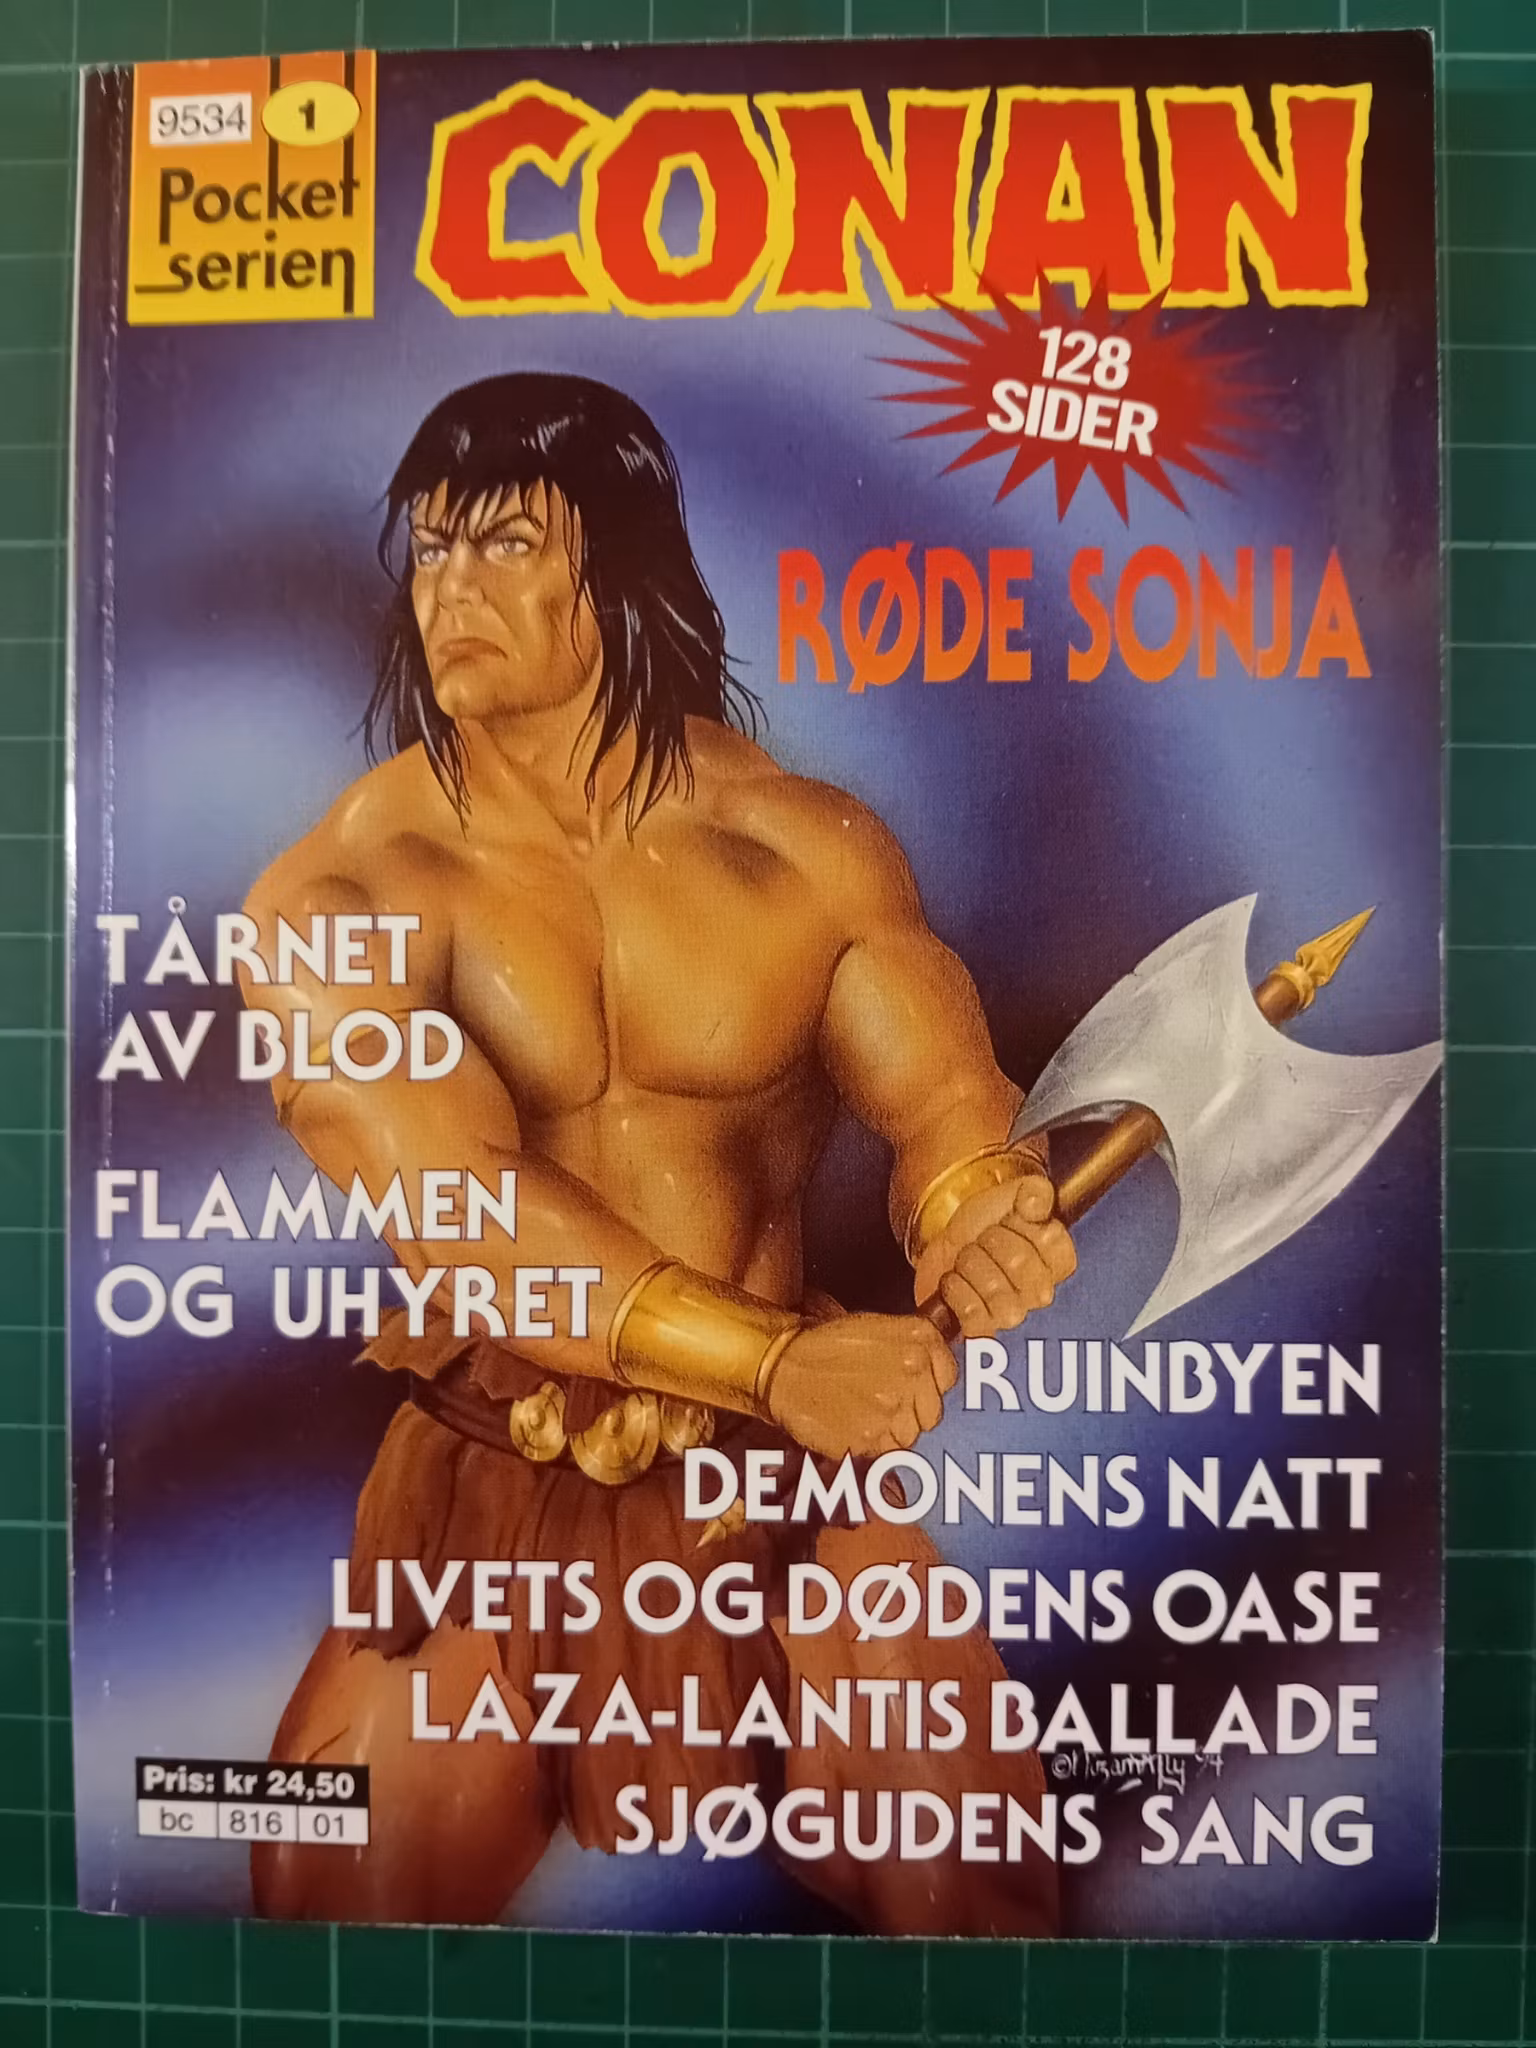 9534
1
Pocket
serien
CONAN
128
SIDER
RØDE SONJA
TÅRNET
AV BLOD
FLAMMEN
OG UHYRET
RUINBYEN
DEMONENS NATT
LIVETS OG DØDENS OASE
LAZA-LANTIS BALLADE
SJØGUDENS SANG
Pris: kr 24,50
bc 816 01